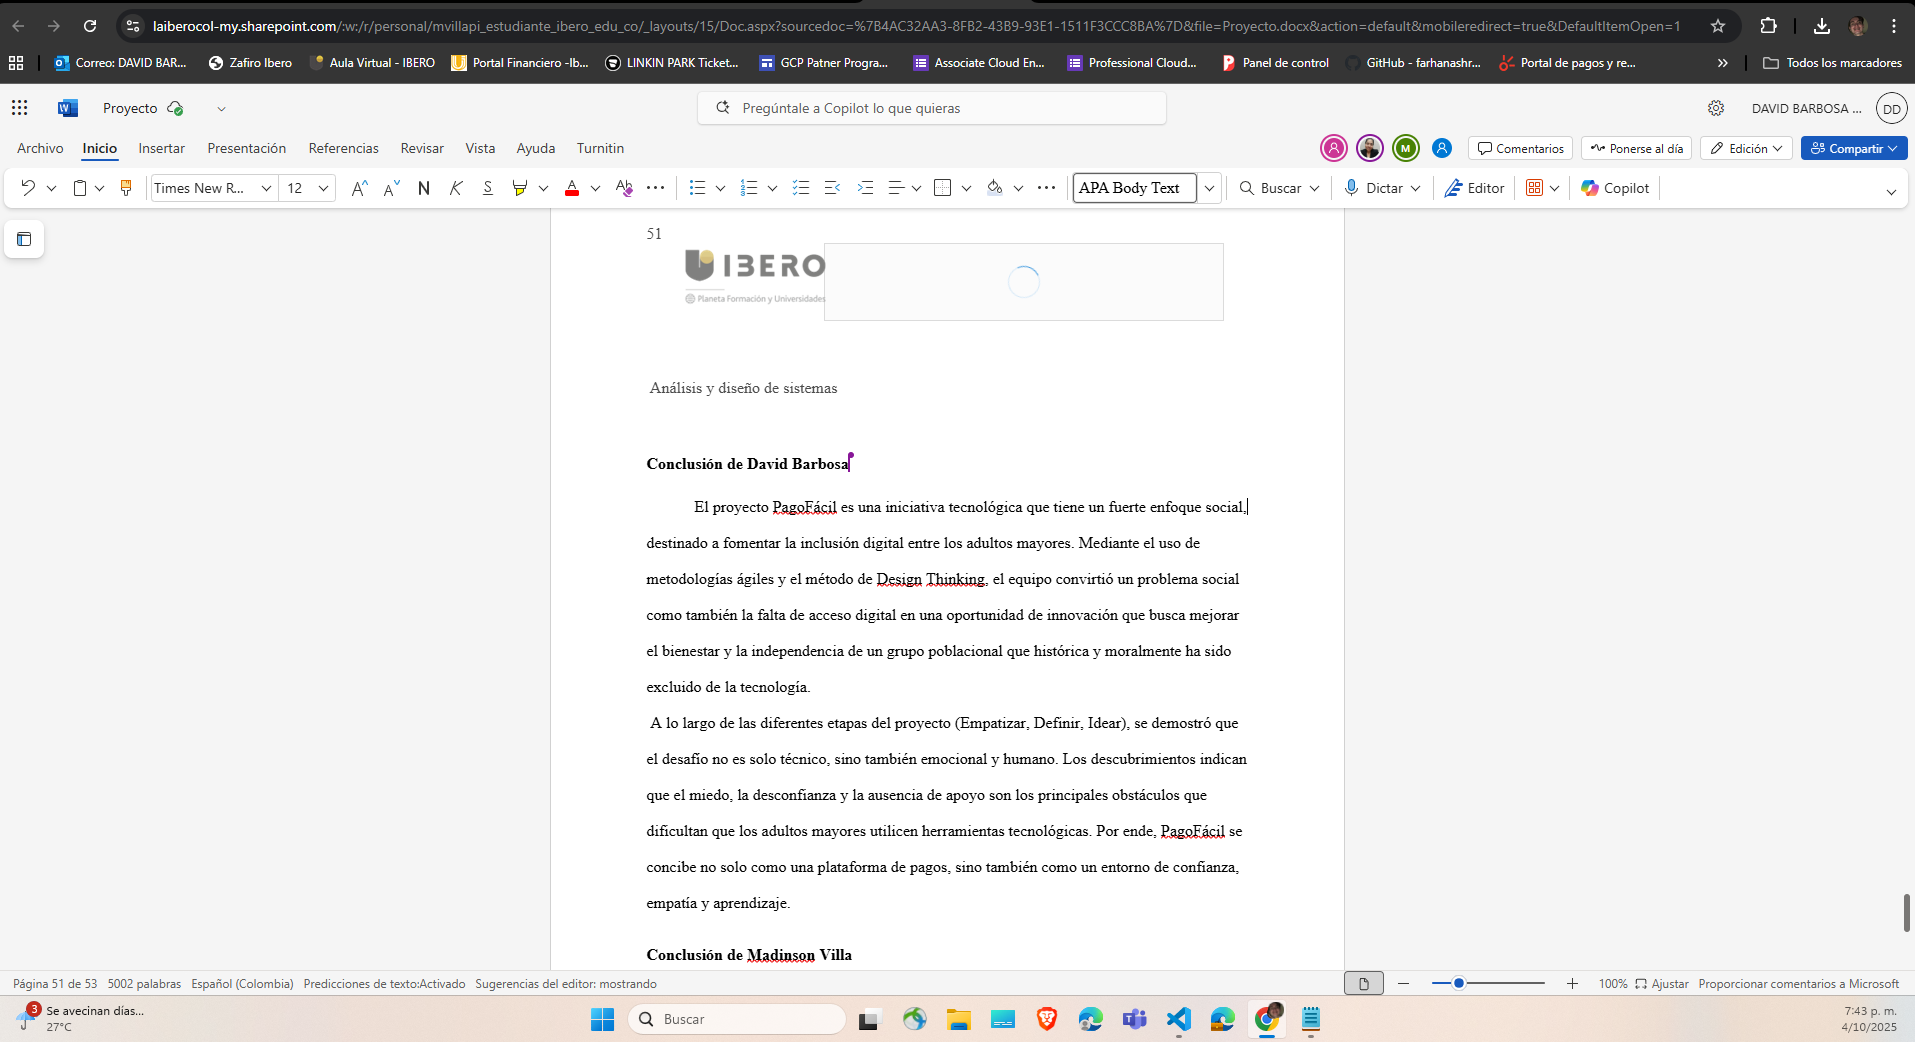 laiberocol-my.sharepoint.com/:w:/r/personal/mvillapi_estudiante_ibero_edu_co/_layouts/15/Doc.aspx?sourcedoc=%7B4AC32AA3-8FB2-43B9-93E1-1511F3CCC8BA%7D&file=Proyecto.docx&action=default&mobileredirect=true&DefaultItemOpen=1
Correo: DAVID BAR... Zafiro Ibero Aula Virtual - IBERO Portal Financiero -Ib... LINKIN PARK Ticket... GCP Patner Progra... Associate Cloud En... Professional Cloud... Panel de control GitHub - farhanashr... Portal de pagos y re... » Todos los marcadores
Proyecto Pregúntale a Copilot lo que quieras DAVID BARBOSA ... DD
Archivo Inicio Insertar Presentación Referencias Revisar Vista Ayuda Turnitin M Comentarios Ponerse al día Edición Compartir
Times New R... 12 A A N K S A Ab APA Body Text Buscar Dictar Editor Copilot
51
IBERO
Planeta Formación y Universidades
Análisis y diseño de sistemas
Conclusión de David Barbosa
El proyecto PagoFácil es una iniciativa tecnológica que tiene un fuerte enfoque social,
destinado a fomentar la inclusión digital entre los adultos mayores. Mediante el uso de
metodologías ágiles y el método de Design Thinking, el equipo convirtió un problema social
como también la falta de acceso digital en una oportunidad de innovación que busca mejorar
el bienestar y la independencia de un grupo poblacional que histórica y moralmente ha sido
excluido de la tecnología.
A lo largo de las diferentes etapas del proyecto (Empatizar, Definir, Idear), se demostró que
el desafío no es solo técnico, sino también emocional y humano. Los descubrimientos indican
que el miedo, la desconfianza y la ausencia de apoyo son los principales obstáculos que
dificultan que los adultos mayores utilicen herramientas tecnológicas. Por ende, PagoFácil se
concibe no solo como una plataforma de pagos, sino también como un entorno de confianza,
empatía y aprendizaje.
Conclusión de Madinson Villa
Página 51 de 53 5002 palabras Español (Colombia) Predicciones de texto:Activado Sugerencias del editor: mostrando 100% Ajustar Proporcionar comentarios a Microsoft
3 Se avecinan días... Buscar 7:43 p. m.
27°C 4/10/2025